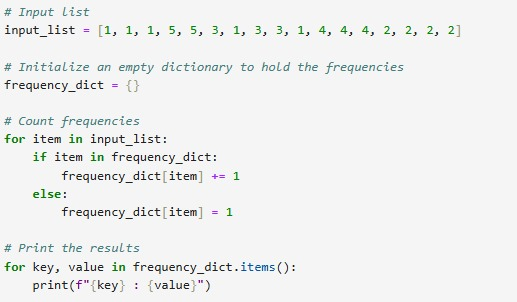 # Input list
input_list = [1, 1, 1, 5, 5, 3, 1, 3, 3, 1, 4, 4, 4, 2, 2, 2, 2]

# Initialize an empty dictionary to hold the frequencies
frequency_dict = {}

# Count frequencies
for item in input_list:
    if item in frequency_dict:
        frequency_dict[item] += 1
    else:
        frequency_dict[item] = 1

# Print the results
for key, value in frequency_dict.items():
    print(f"{key} : {value}")